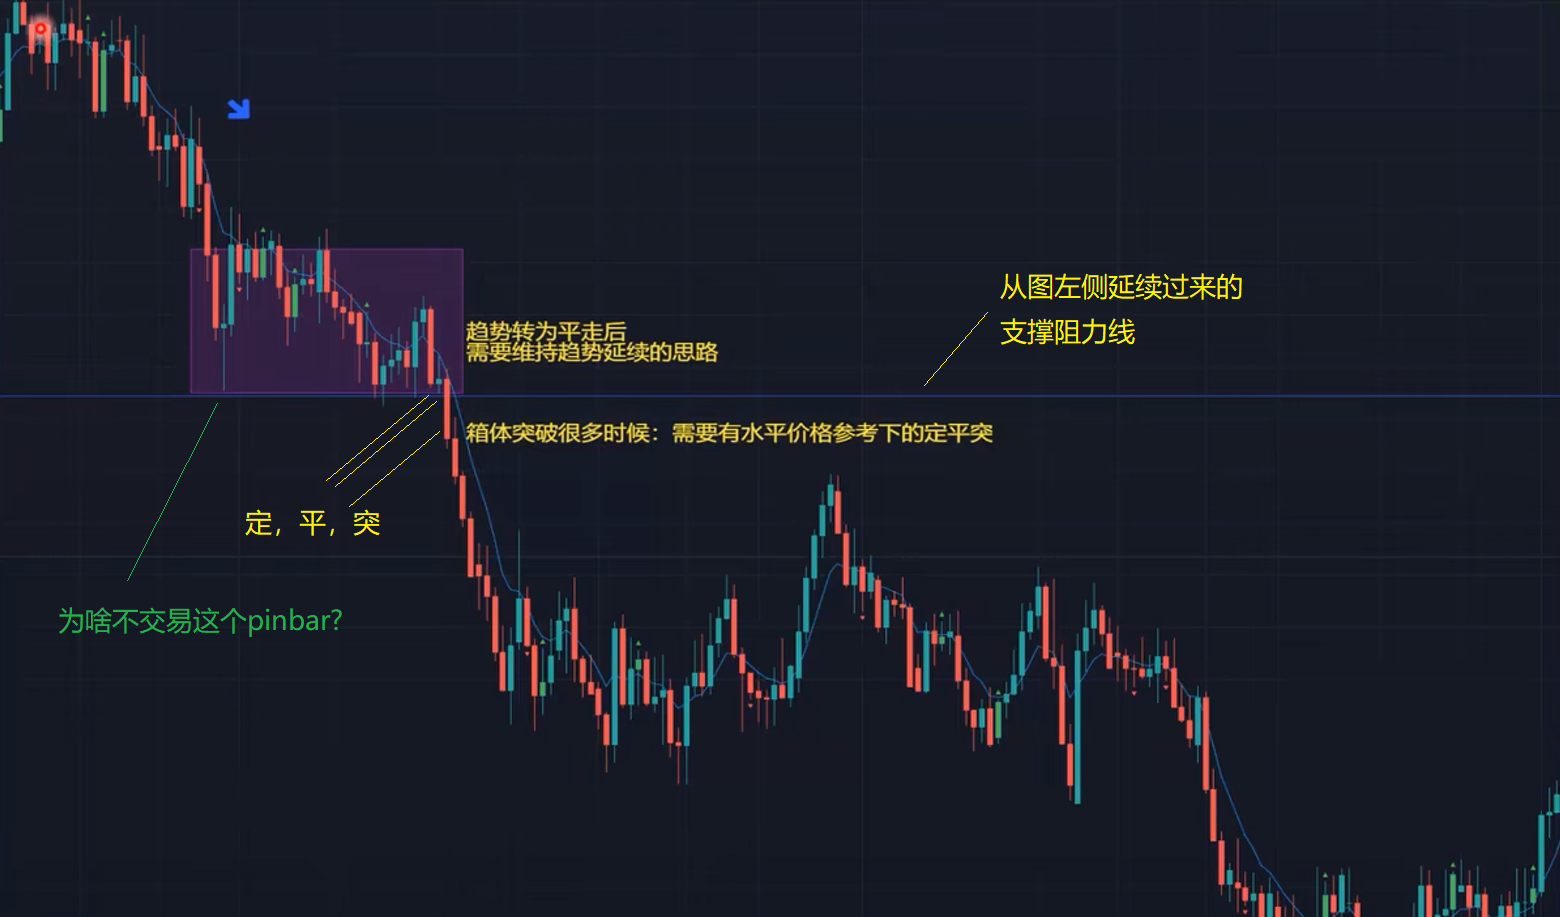 从图左侧延续过来的
支撑阻力线
趋势转为平走后
需要维持趋势延续的思路
箱体突破很多时候：需要有水平价格参考下的定平突
定，平，突
为啥不交易这个pinbar?